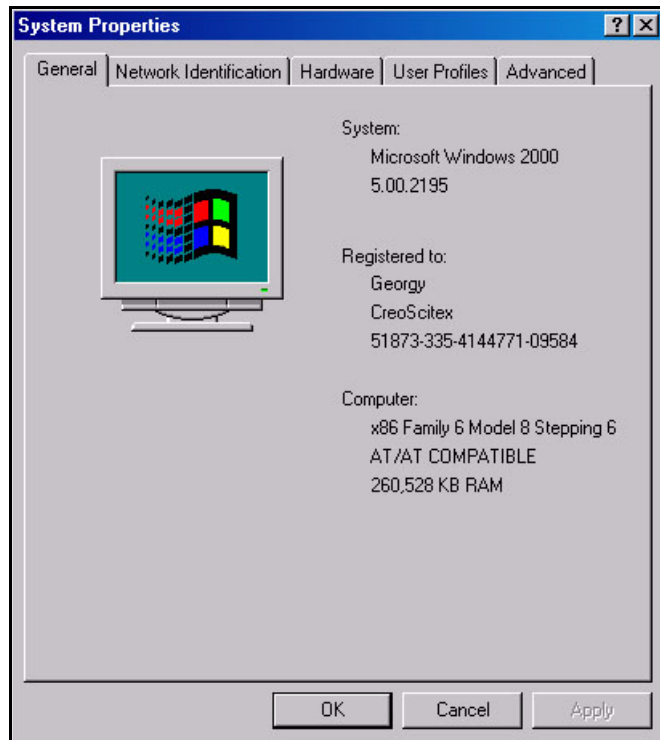 System Properties
General Network Identification Hardware User Profiles Advanced
System:
Microsoft Windows 2000
5.00.2195
Registered to:
Georgy
CreoScitex
51873-335-4144771-09584
Computer:
x86 Family 6 Model 8 Stepping 6
AT/AT COMPATIBLE
260,528 KB RAM
OK Cancel Apply